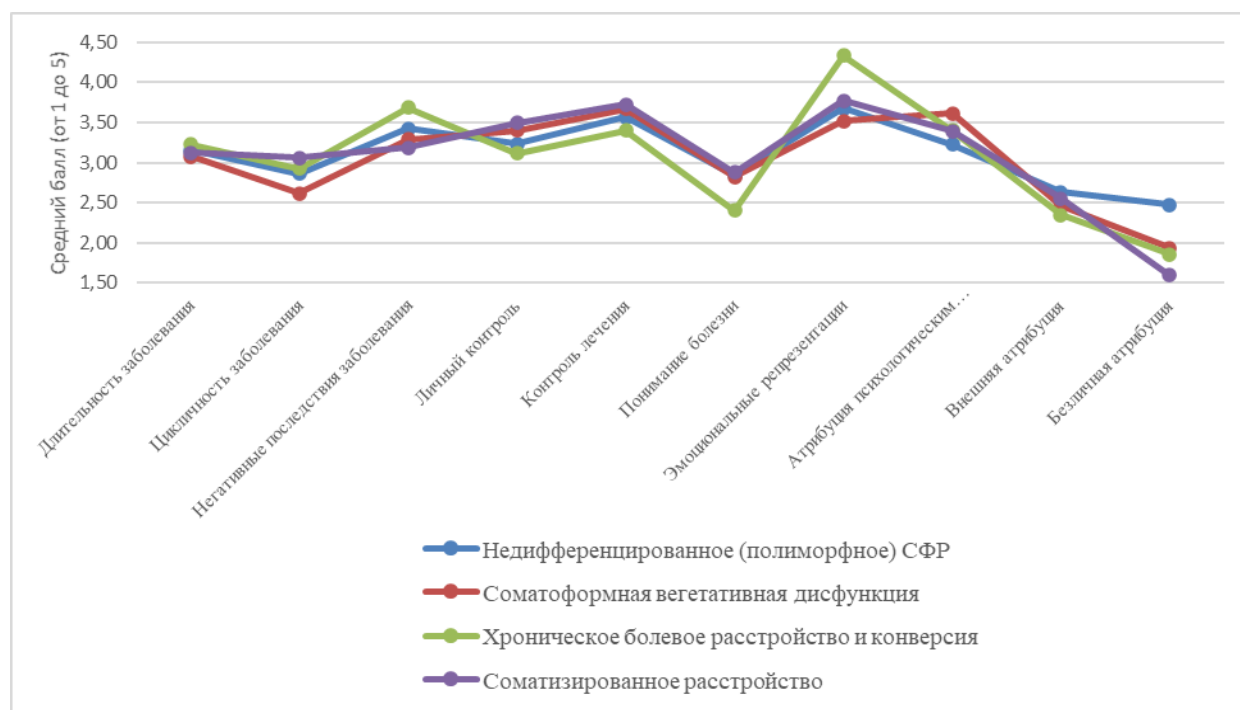 Средний балл (от 1 до 5)
4,50
4,00
3,50
3,00
2,50
2,00
1,50
Длительность заболевания
Цикличность заболевания
Негативные последствия заболевания
Личный контроль
Контроль лечения
Понимание болезни
Эмоциональные репрезентации
Атрибуция психологическим…
Внешняя атрибуция
Безличная атрибуция
Недифференцированное (полиморфное) СФР
Соматоформная вегетативная дисфункция
Хроническое болевое расстройство и конверсия
Соматизированное расстройство